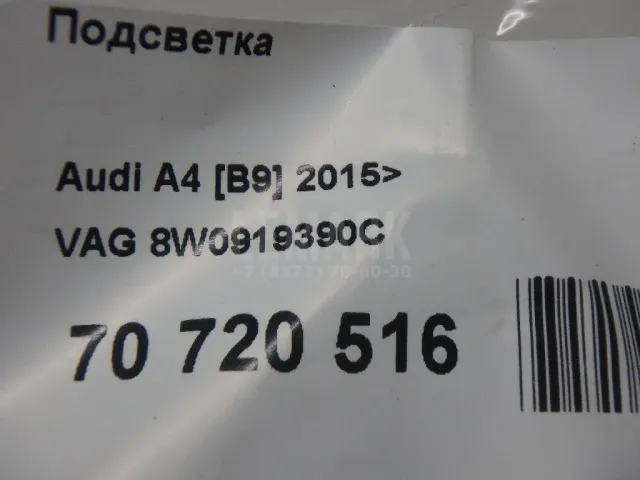 Подсветка
Audi A4 [B9] 2015>
VAG 8W0919390C
70 720 516